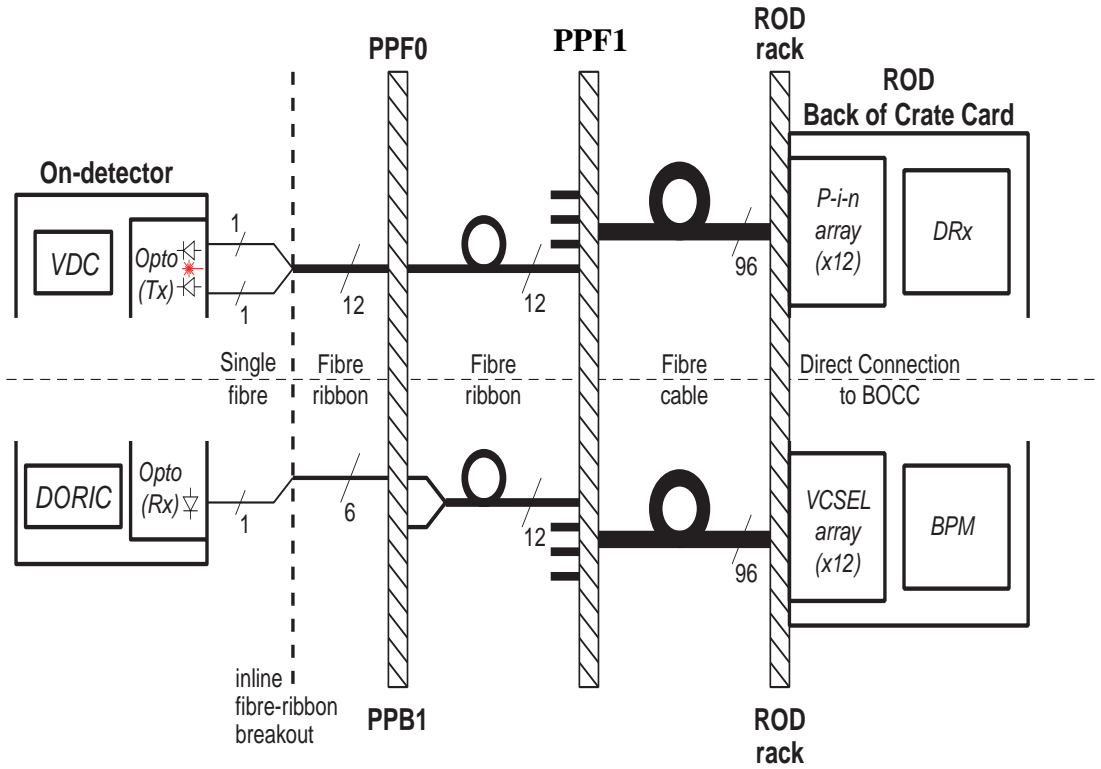 PPF0
PPF1
ROD
rack
ROD
Back of Crate Card
On-detector
VDC
Opto
(Tx)
1
1
12
12
96
P-i-n
array
(x12)
DRx
Single
fibre
Fibre
ribbon
Fibre
ribbon
Fibre
cable
Direct Connection
to BOCC
DORIC
Opto
(Rx)
1
6
12
96
VCSEL
array
(x12)
BPM
inline
fibre-ribbon
breakout
PPB1
ROD
rack